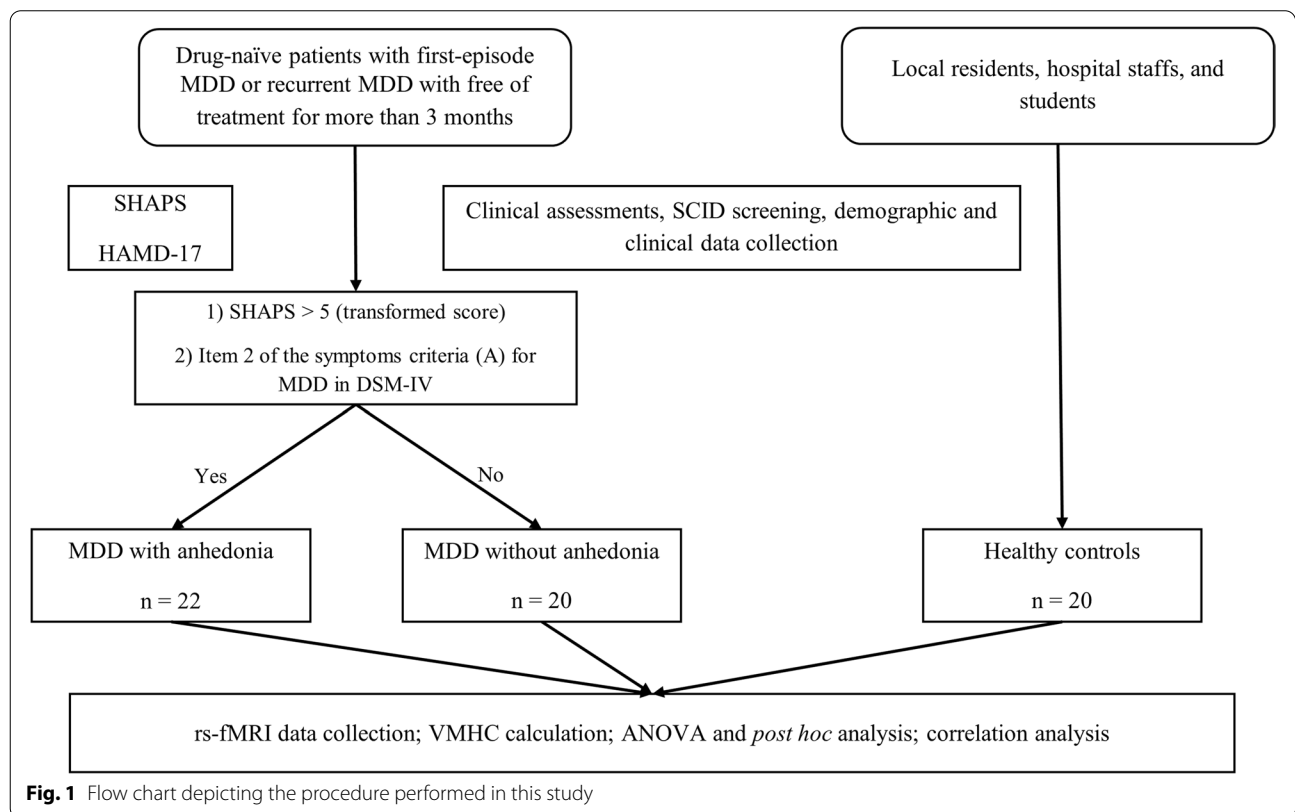 Drug-naïve patients with first-episode
MDD or recurrent MDD with free of
treatment for more than 3 months
Local residents, hospital staffs, and
students
SHAPS
HAMD-17
Clinical assessments, SCID screening, demographic and
clinical data collection
1) SHAPS > 5 (transformed score)
2) Item 2 of the symptoms criteria (A) for
MDD in DSM-IV
Yes
No
MDD with anhedonia
n = 22
MDD without anhedonia
n = 20
Healthy controls
n = 20
rs-fMRI data collection; VMHC calculation; ANOVA and post hoc analysis; correlation analysis
Fig. 1 Flow chart depicting the procedure performed in this study